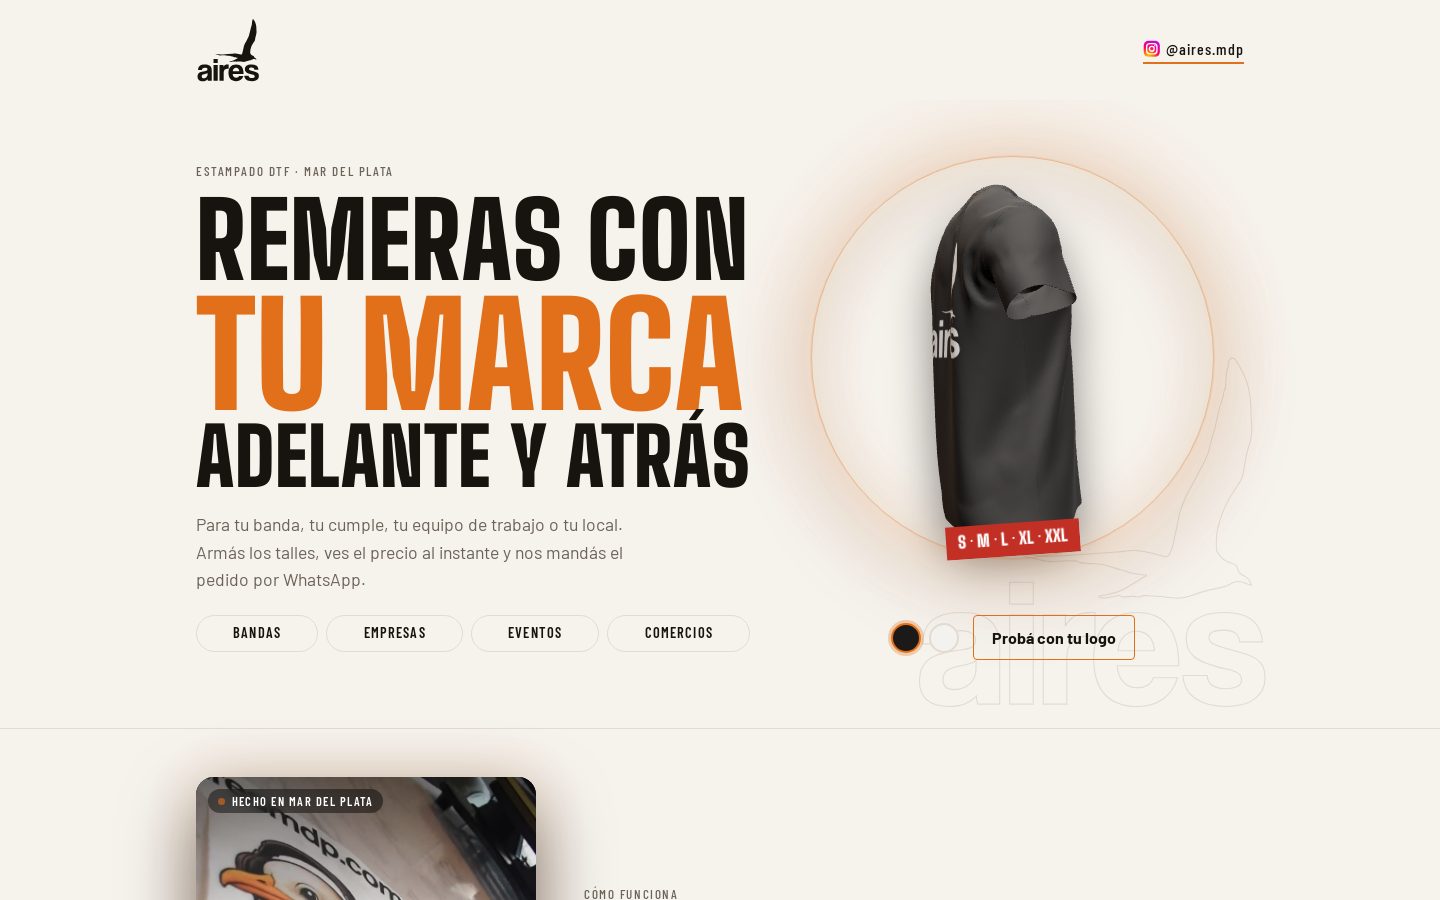 aires
@aires.mdp
ESTAMPADO DTF · MAR DEL PLATA
REMERAS CON
TU MARCA
ADELANTE Y ATRÁS
Para tu banda, tu cumple, tu equipo de trabajo o tu local.
Armás los talles, ves el precio al instante y nos mandás el
pedido por WhatsApp.
BANDAS
EMPRESAS
EVENTOS
COMERCIOS
S · M · L · XL · XXL
Probá con tu logo
aires
HECHO EN MAR DEL PLATA
mdp.com
CÓMO FUNCIONA